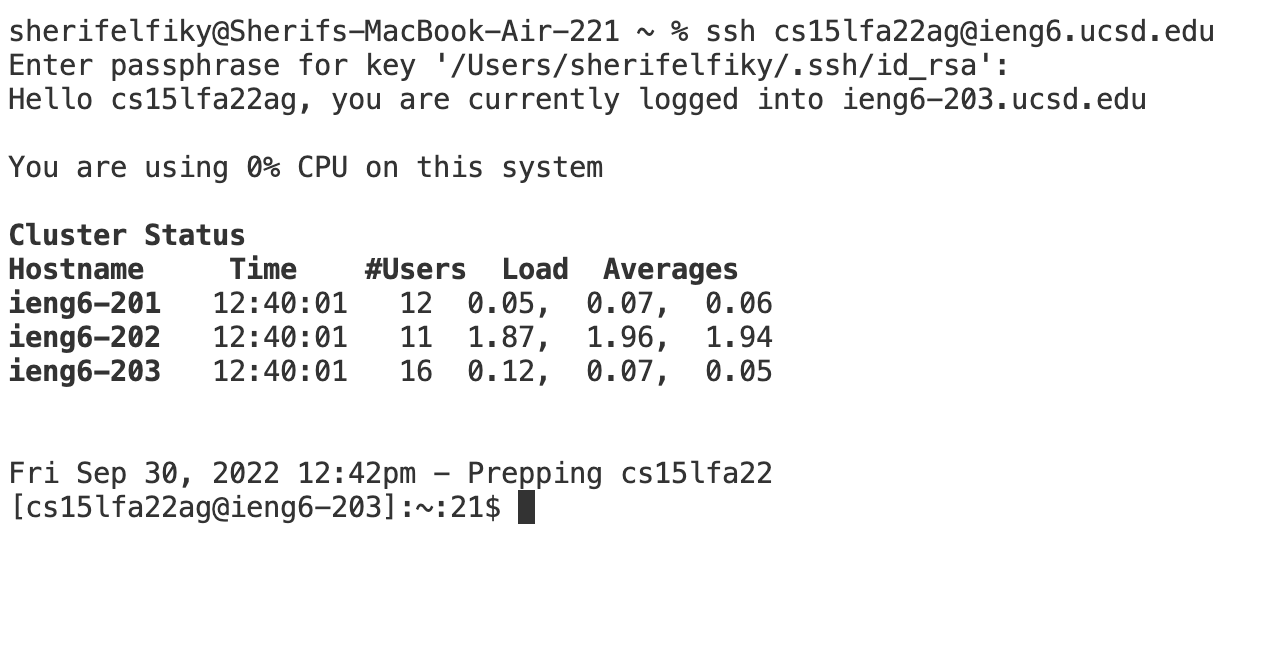 sherifelfiky@Sherifs-MacBook-Air-221 ~ % ssh cs15lfa22ag@ieng6.ucsd.edu
Enter passphrase for key '/Users/sherifelfiky/.ssh/id_rsa':
Hello cs15lfa22ag, you are currently logged into ieng6-203.ucsd.edu
You are using 0% CPU on this system
Cluster Status
Hostname     Time    #Users  Load  Averages
ieng6-201   12:40:01   12  0.05,  0.07,  0.06
ieng6-202   12:40:01   11  1.87,  1.96,  1.94
ieng6-203   12:40:01   16  0.12,  0.07,  0.05
Fri Sep 30, 2022 12:42pm - Prepping cs15lfa22
[cs15lfa22ag@ieng6-203]:~:21$